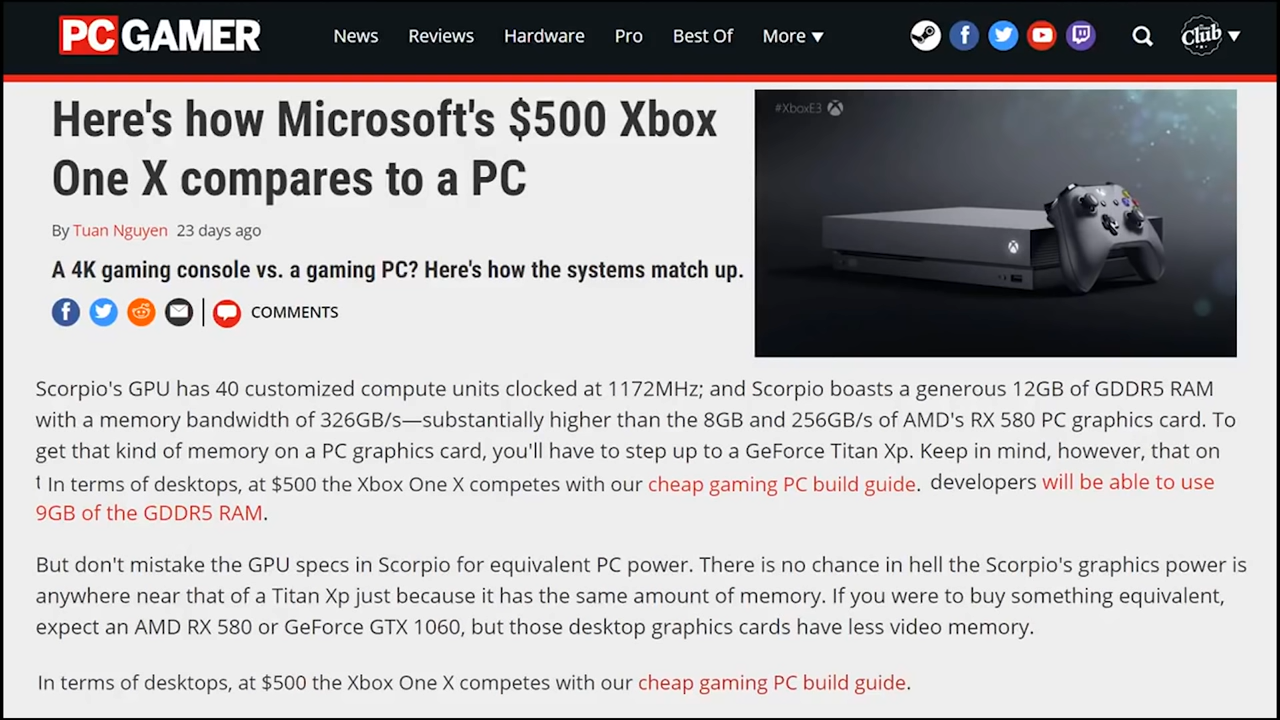 PC GAMER
News Reviews Hardware Pro Best Of More
Club
Here's how Microsoft's $500 Xbox
One X compares to a PC
By Tuan Nguyen 23 days ago
A 4K gaming console vs. a gaming PC? Here's how the systems match up.
COMMENTS
#XboxE3
Scorpio's GPU has 40 customized compute units clocked at 1172MHz; and Scorpio boasts a generous 12GB of GDDR5 RAM
with a memory bandwidth of 326GB/s—substantially higher than the 8GB and 256GB/s of AMD's RX 580 PC graphics card. To
get that kind of memory on a PC graphics card, you'll have to step up to a GeForce Titan Xp. Keep in mind, however, that on
In terms of desktops, at $500 the Xbox One X competes with our cheap gaming PC build guide. developers will be able to use
9GB of the GDDR5 RAM.
But don't mistake the GPU specs in Scorpio for equivalent PC power. There is no chance in hell the Scorpio's graphics power is
anywhere near that of a Titan Xp just because it has the same amount of memory. If you were to buy something equivalent,
expect an AMD RX 580 or GeForce GTX 1060, but those desktop graphics cards have less video memory.
In terms of desktops, at $500 the Xbox One X competes with our cheap gaming PC build guide.